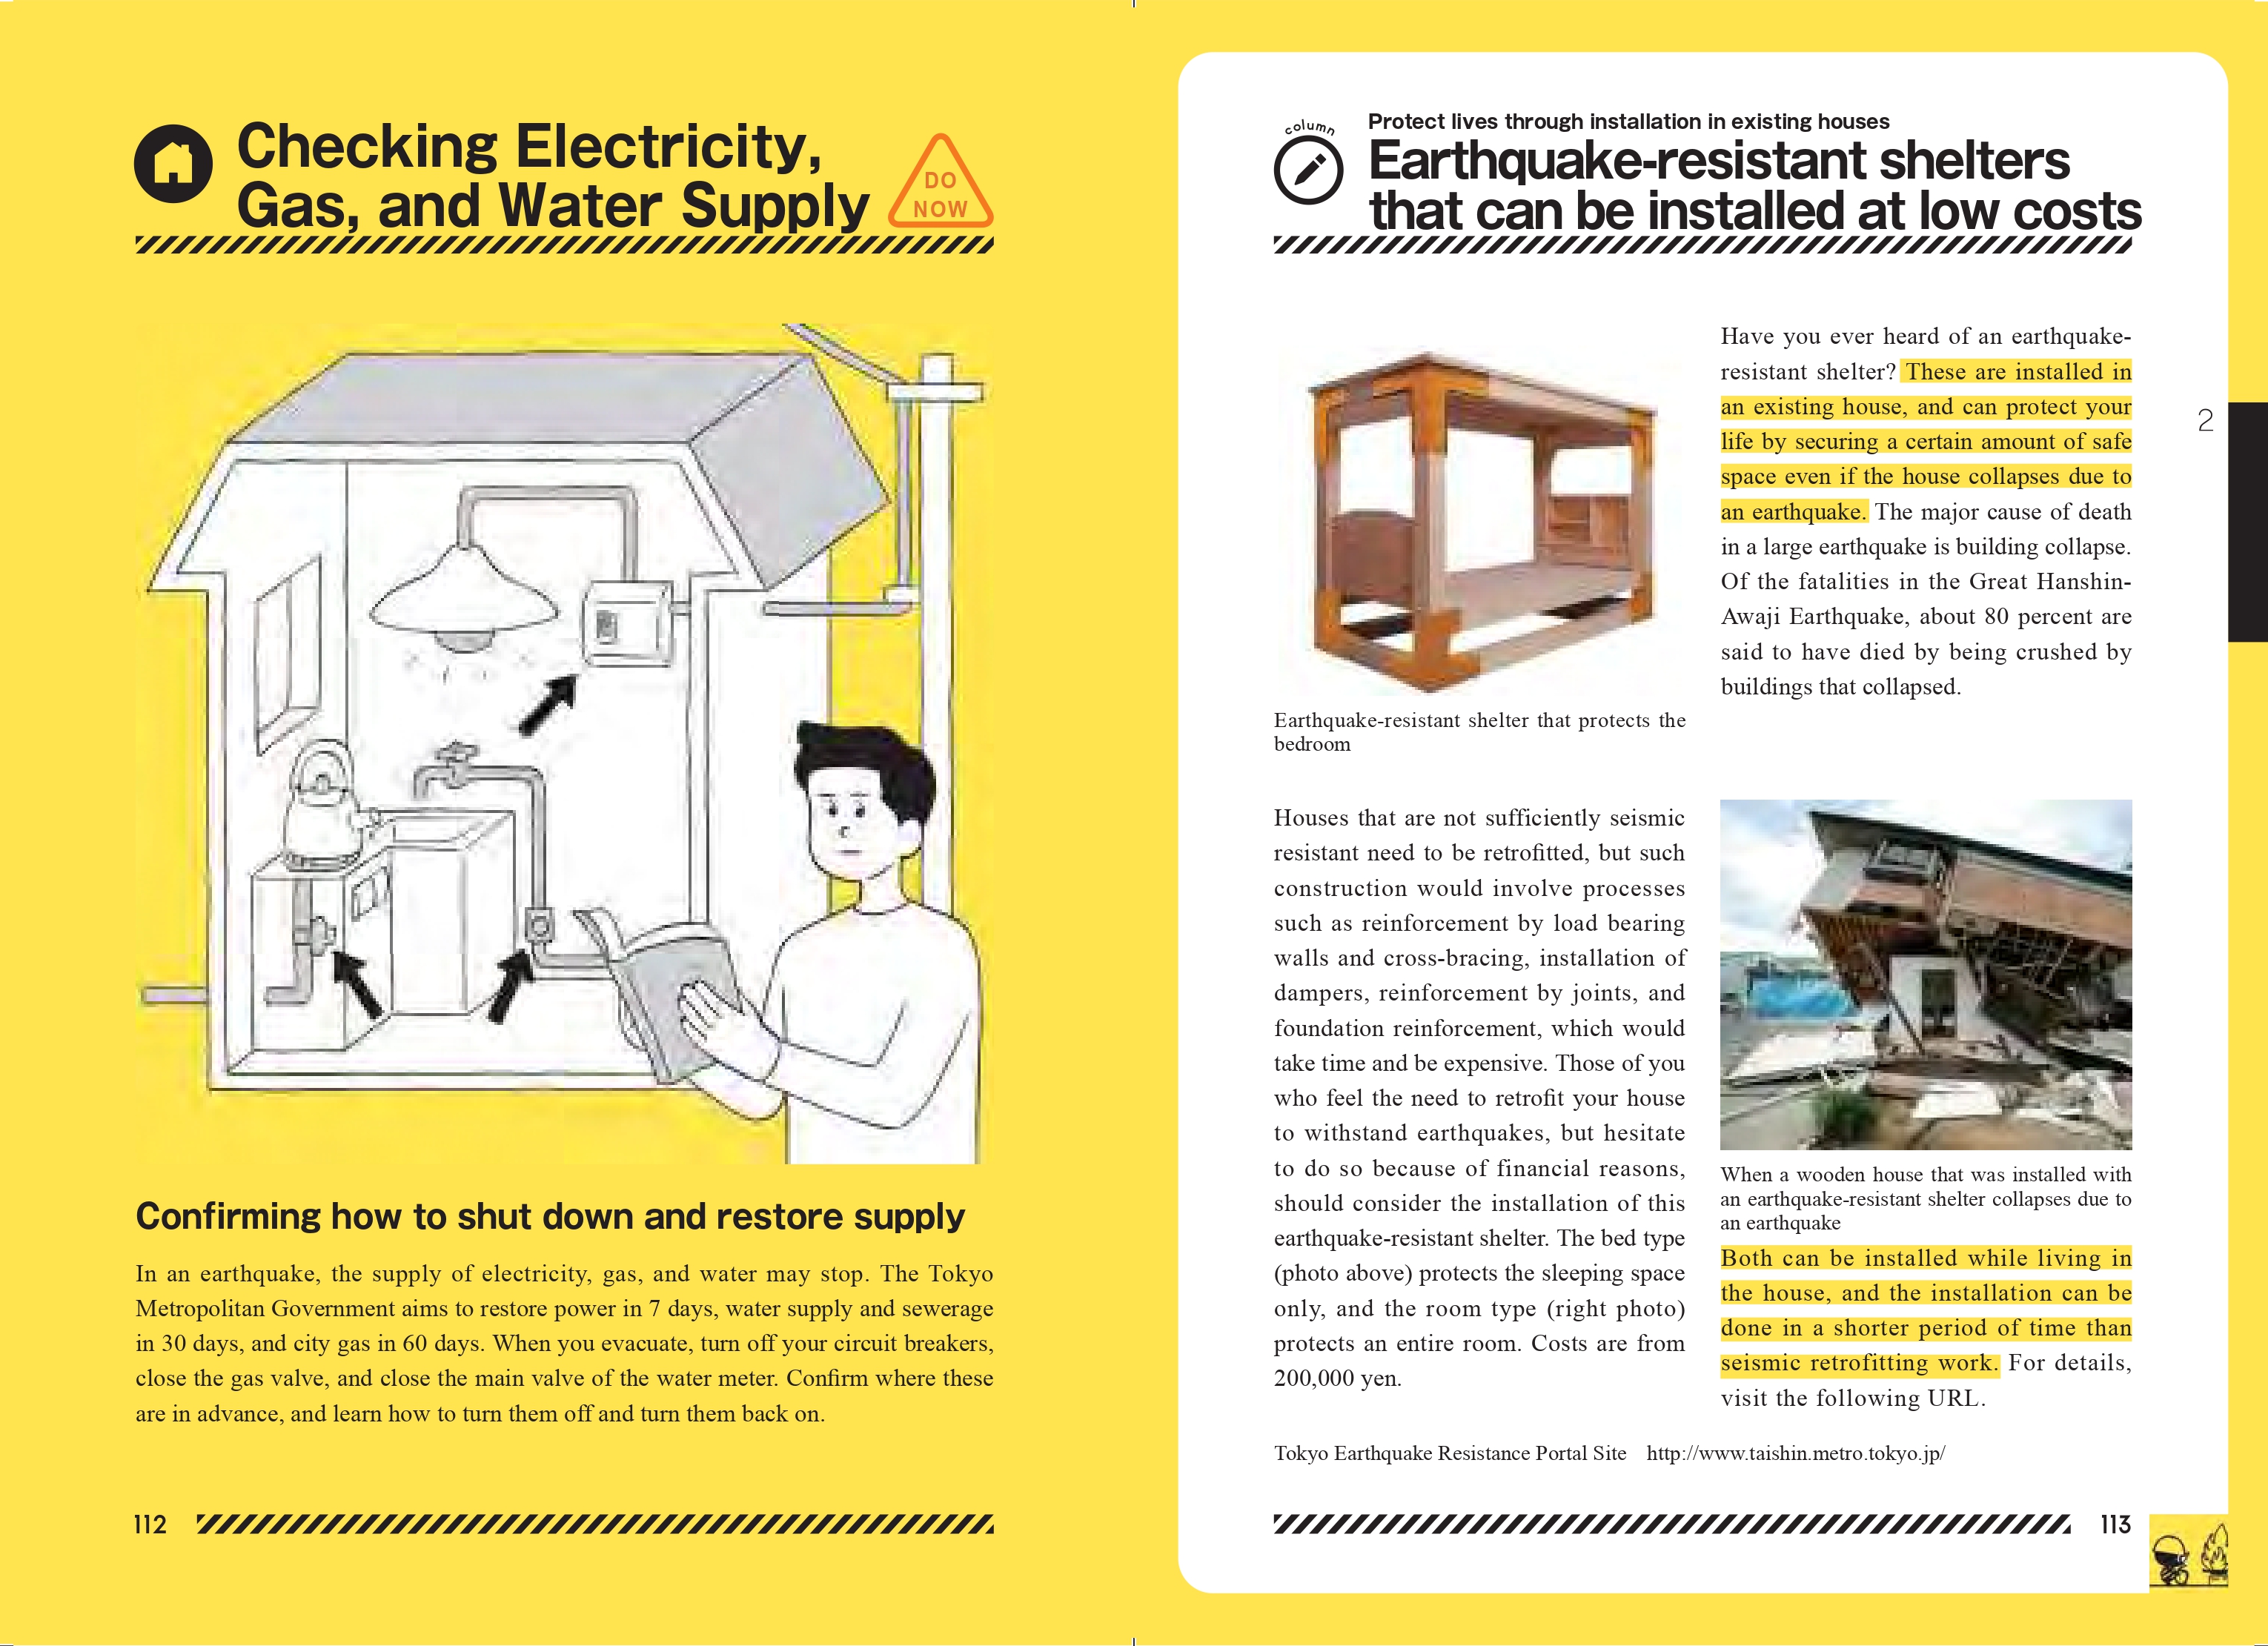 Checking Electricity,
Gas, and Water Supply
DO
NOW
Confirming how to shut down and restore supply
In an earthquake, the supply of electricity, gas, and water may stop. The Tokyo
Metropolitan Government aims to restore power in 7 days, water supply and sewerage
in 30 days, and city gas in 60 days. When you evacuate, turn off your circuit breakers,
close the gas valve, and close the main valve of the water meter. Confirm where these
are in advance, and learn how to turn them off and turn them back on.
112
column
Protect lives through installation in existing houses
Earthquake-resistant shelters
that can be installed at low costs
Have you ever heard of an earthquake-
resistant shelter? These are installed in
an existing house, and can protect your
life by securing a certain amount of safe
space even if the house collapses due to
an earthquake. The major cause of death
in a large earthquake is building collapse.
Of the fatalities in the Great Hanshin-
Awaji Earthquake, about 80 percent are
said to have died by being crushed by
buildings that collapsed.
Earthquake-resistant shelter that protects the
bedroom
Houses that are not sufficiently seismic
resistant need to be retrofitted, but such
construction would involve processes
such as reinforcement by load bearing
walls and cross-bracing, installation of
dampers, reinforcement by joints, and
foundation reinforcement, which would
take time and be expensive. Those of you
who feel the need to retrofit your house
to withstand earthquakes, but hesitate
to do so because of financial reasons,
should consider the installation of this
earthquake-resistant shelter. The bed type
(photo above) protects the sleeping space
only, and the room type (right photo)
protects an entire room. Costs are from
200,000 yen.
When a wooden house that was installed with
an earthquake-resistant shelter collapses due to
an earthquake
Both can be installed while living in
the house, and the installation can be
done in a shorter period of time than
seismic retrofitting work. For details,
visit the following URL.
Tokyo Earthquake Resistance Portal Site http://www.taishin.metro.tokyo.jp/
113
2